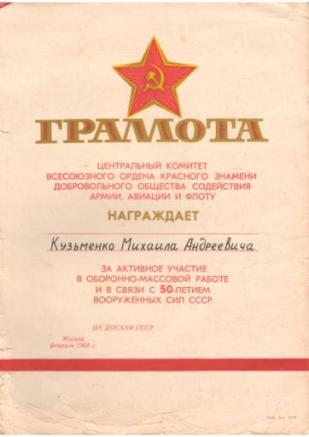 ГРАМОТА
ЦЕНТРАЛЬНЫЙ КОМИТЕТ
ВСЕСОЮЗНОГО ОРДЕНА КРАСНОГО ЗНАМЕНИ
ДОБРОВОЛЬНОГО ОБЩЕСТВА СОДЕЙСТВИЯ
АРМИИ, АВИАЦИИ И ФЛОТУ
НАГРАЖДАЕТ
Кузьменко Михаила Андреевича
ЗА АКТИВНОЕ УЧАСТИЕ
В ОБОРОННО-МАССОВОЙ РАБОТЕ
И В СВЯЗИ С 50-ЛЕТИЕМ
ВООРУЖЕННЫХ СИЛ СССР.
ЦК ДОСААФ СССР
Москва
февраль 1968 г.